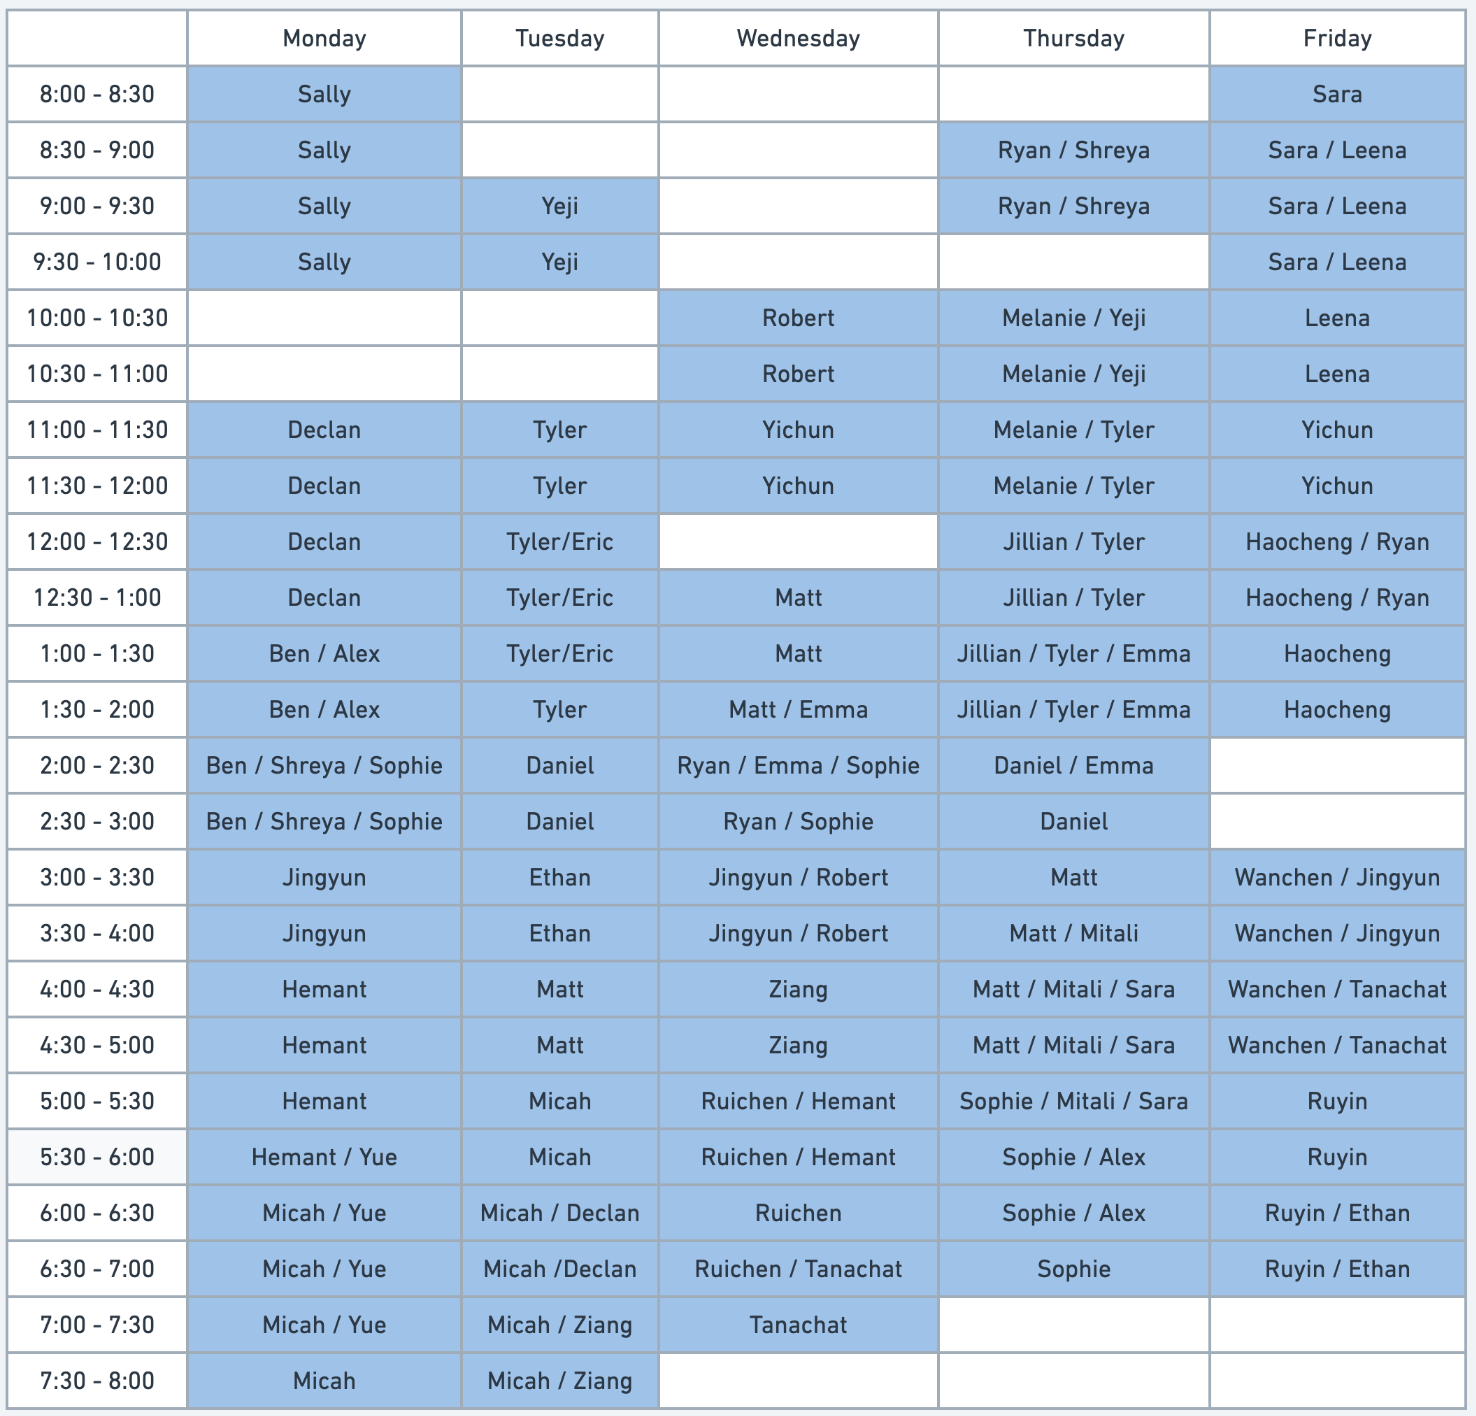 Monday Tuesday Wednesday Thursday Friday
8:00 - 8:30 Sally Sara
8:30 - 9:00 Sally Ryan / Shreya Sara / Leena
9:00 - 9:30 Sally Yeji Ryan / Shreya Sara / Leena
9:30 - 10:00 Sally Yeji Sara / Leena
10:00 - 10:30 Robert Melanie / Yeji Leena
10:30 - 11:00 Robert Melanie / Yeji Leena
11:00 - 11:30 Declan Tyler Yichun Melanie / Tyler Yichun
11:30 - 12:00 Declan Tyler Yichun Melanie / Tyler Yichun
12:00 - 12:30 Declan Tyler/Eric Jillian / Tyler Haocheng / Ryan
12:30 - 1:00 Declan Tyler/Eric Matt Jillian / Tyler Haocheng / Ryan
1:00 - 1:30 Ben / Alex Tyler/Eric Matt Jillian / Tyler / Emma Haocheng
1:30 - 2:00 Ben / Alex Tyler Matt / Emma Jillian / Tyler / Emma Haocheng
2:00 - 2:30 Ben / Shreya / Sophie Daniel Ryan / Emma / Sophie Daniel / Emma
2:30 - 3:00 Ben / Shreya / Sophie Daniel Ryan / Sophie Daniel
3:00 - 3:30 Jingyun Ethan Jingyun / Robert Matt Wanchen / Jingyun
3:30 - 4:00 Jingyun Ethan Jingyun / Robert Matt / Mitali Wanchen / Jingyun
4:00 - 4:30 Hemant Matt Ziang Matt / Mitali / Sara Wanchen / Tanachat
4:30 - 5:00 Hemant Matt Ziang Matt / Mitali / Sara Wanchen / Tanachat
5:00 - 5:30 Hemant Micah Ruichen / Hemant Sophie / Mitali / Sara Ruyin
5:30 - 6:00 Hemant / Yue Micah Ruichen / Hemant Sophie / Alex Ruyin
6:00 - 6:30 Micah / Yue Micah / Declan Ruichen Sophie / Alex Ruyin / Ethan
6:30 - 7:00 Micah / Yue Micah /Declan Ruichen / Tanachat Sophie Ruyin / Ethan
7:00 - 7:30 Micah / Yue Micah / Ziang Tanachat
7:30 - 8:00 Micah Micah / Ziang